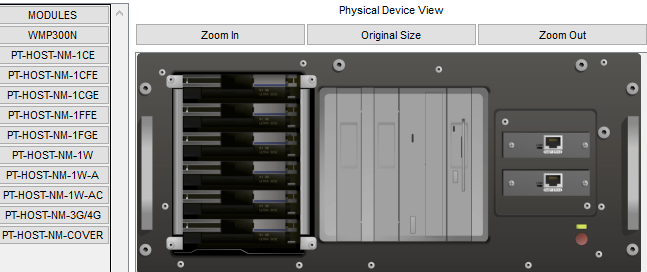 MODULES
WMP300N
PT-HOST-NM-1CE
PT-HOST-NM-1CFE
PT-HOST-NM-1CGE
PT-HOST-NM-1FFE
PT-HOST-NM-1FGE
PT-HOST-NM-1W
PT-HOST-NM-1W-A
PT-HOST-NM-1W-AC
PT-HOST-NM-3G/4G
PT-HOST-NM-COVER
Physical Device View
Zoom In
Original Size
Zoom Out